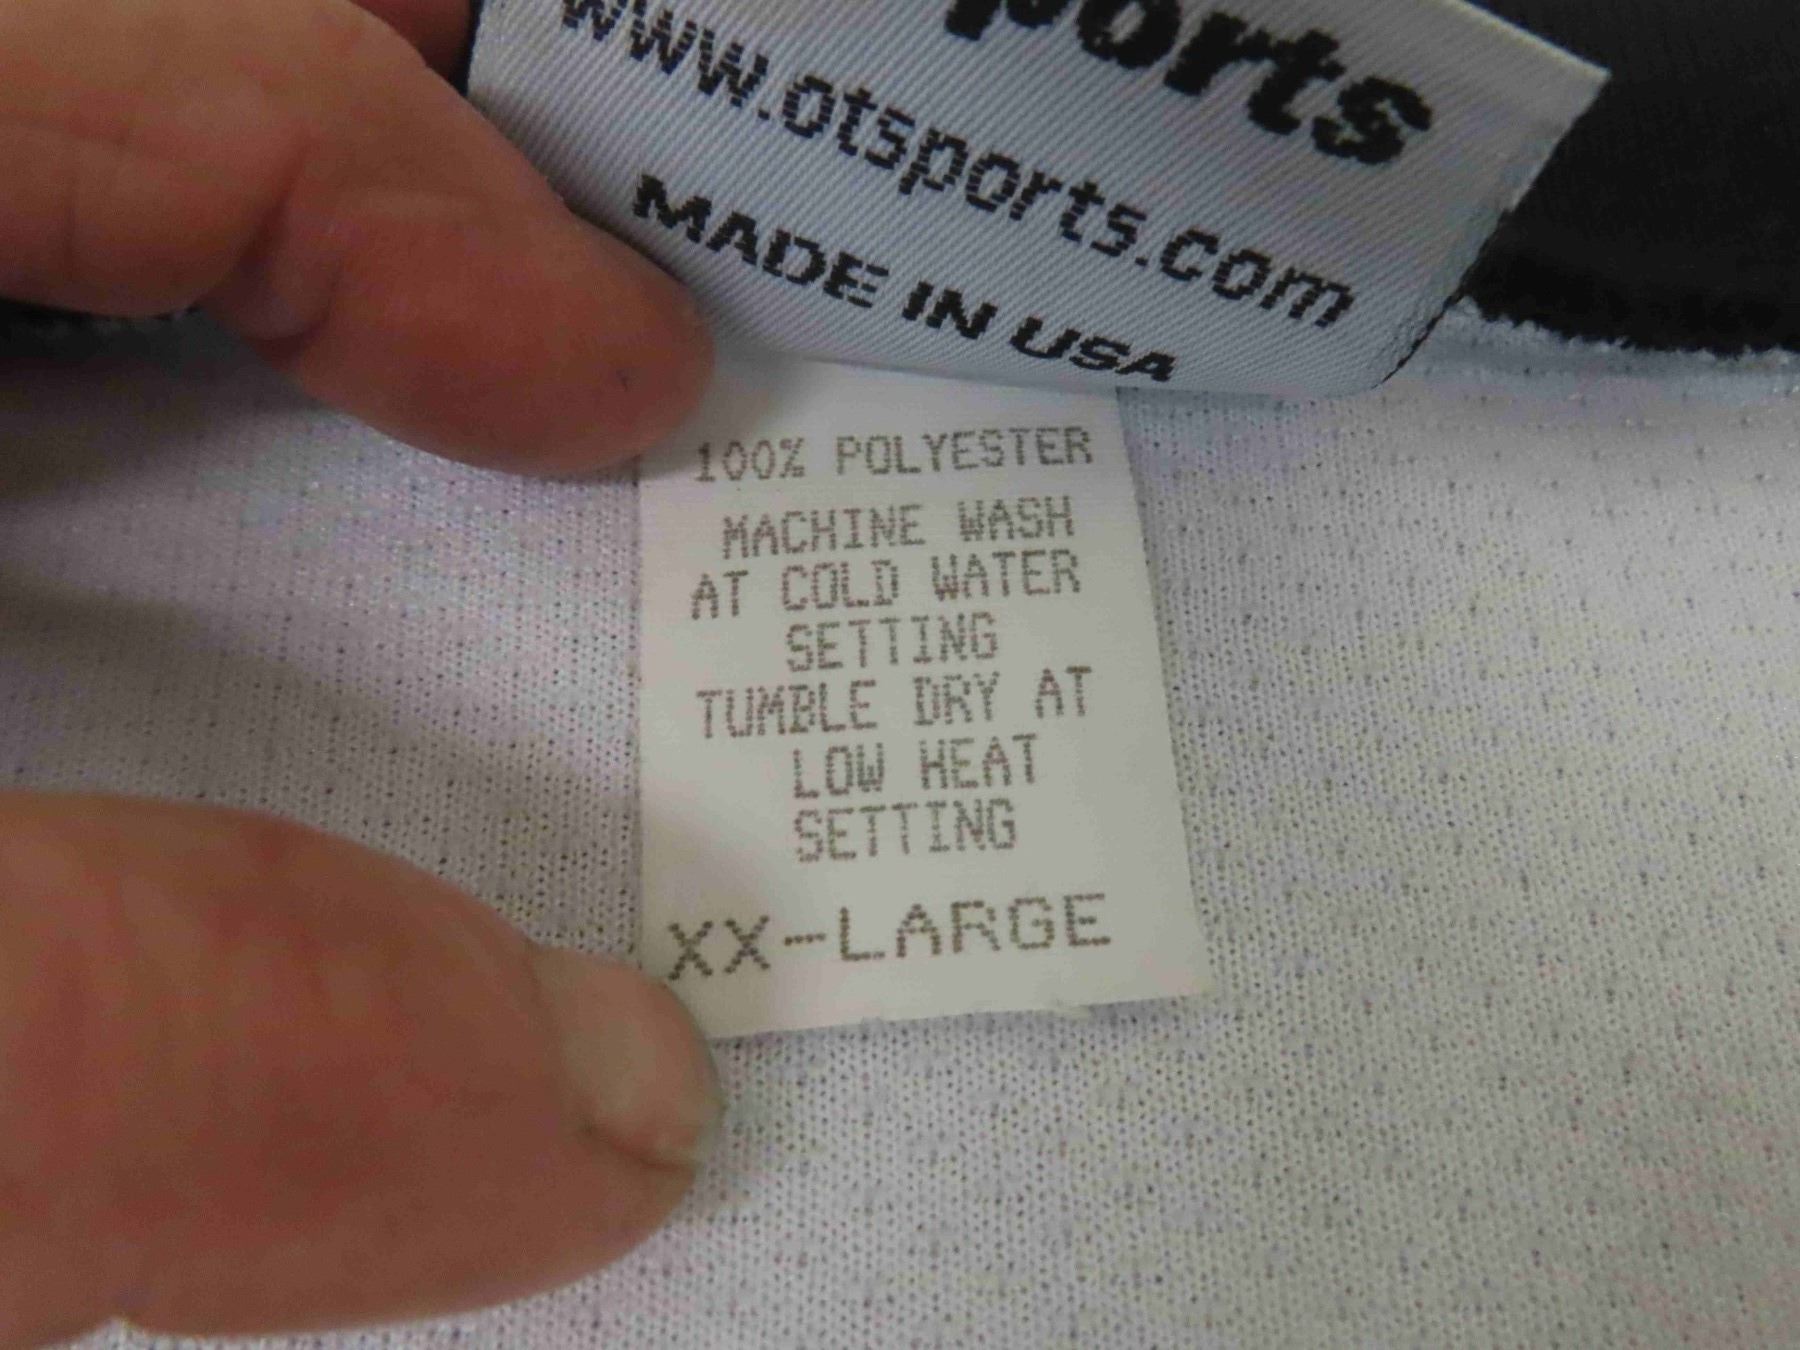 ports
www.otsports.com
MADE IN USA
100% POLYESTER
MACHINE WASH
AT COLD WATER
SETTING
TUMBLE DRY AT
LOW HEAT
SETTING
XX-LARGE